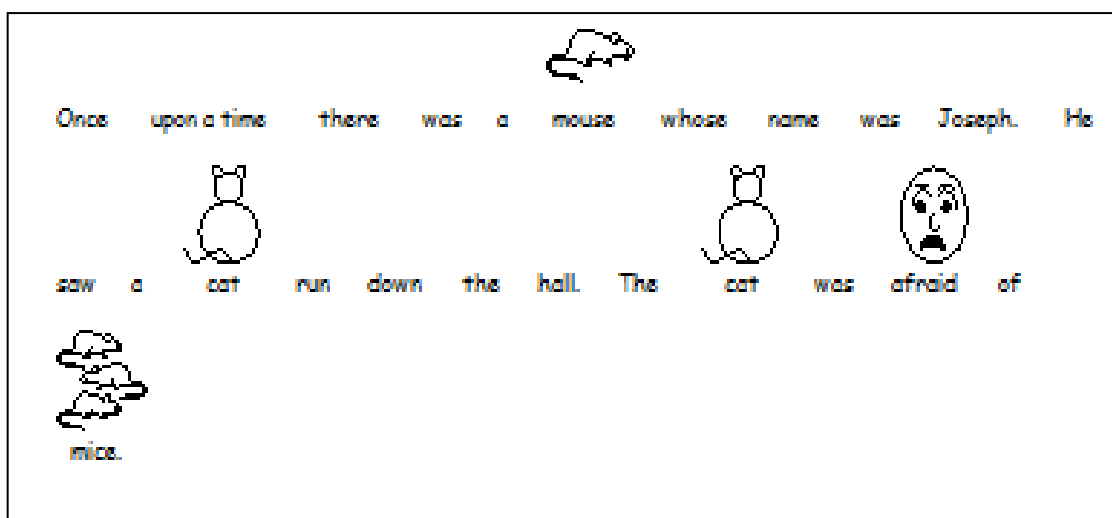 Once upon a time there was a mouse whose name was Joseph. He
saw a cat run down the hall. The cat was afraid of
mice.